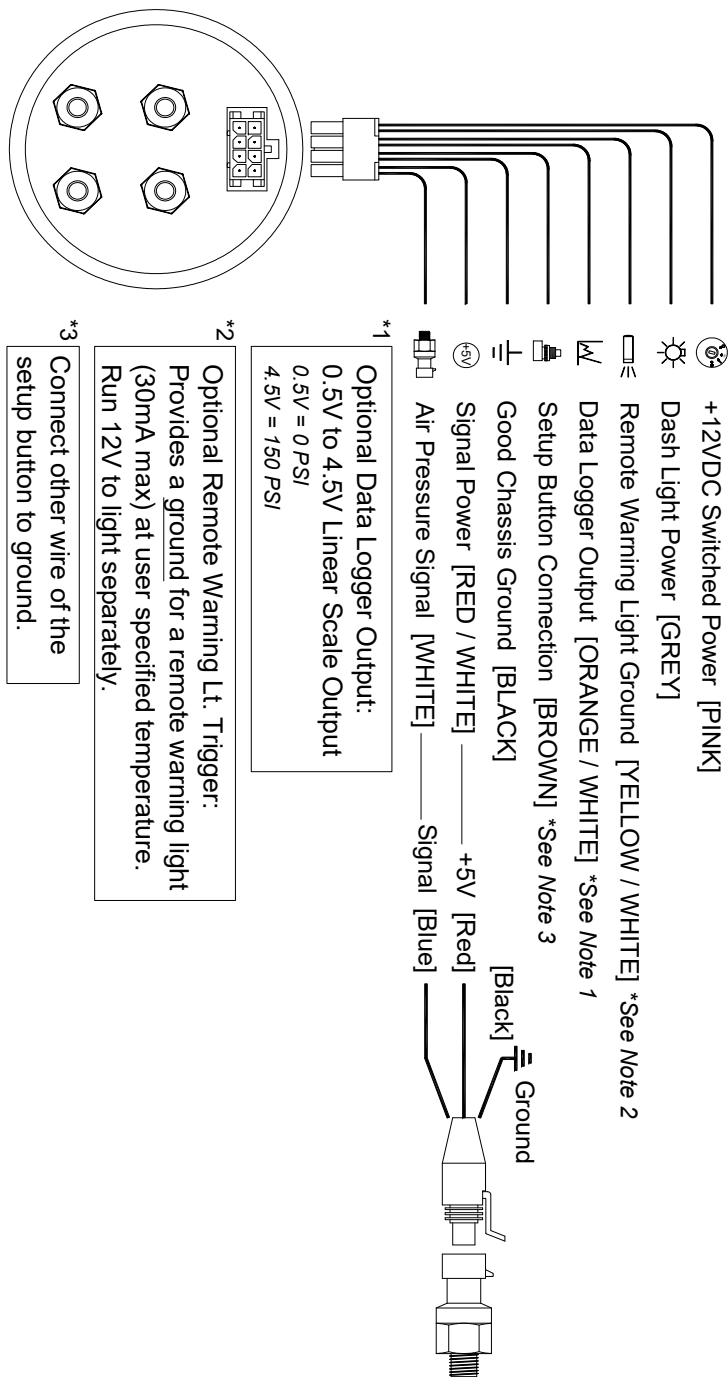 +12VDC Switched Power [PINK]
Dash Light Power [GREY]
Remote Warning Light Ground [YELLOW / WHITE] *See Note 2
Data Logger Output [ORANGE / WHITE] *See Note 1
Setup Button Connection [BROWN] *See Note 3
Good Chassis Ground [BLACK]
+5V
Signal Power [RED / WHITE]
+5V [Red]
Air Pressure Signal [WHITE]
Signal [Blue]
[Black]
Ground
*1
Optional Data Logger Output:
0.5V to 4.5V Linear Scale Output
0.5V = 0 PSI
4.5V = 150 PSI
*2
Optional Remote Warning Lt. Trigger:
Provides a ground for a remote warning light
(30mA max) at user specified temperature.
Run 12V to light separately.
*3
Connect other wire of the
setup button to ground.